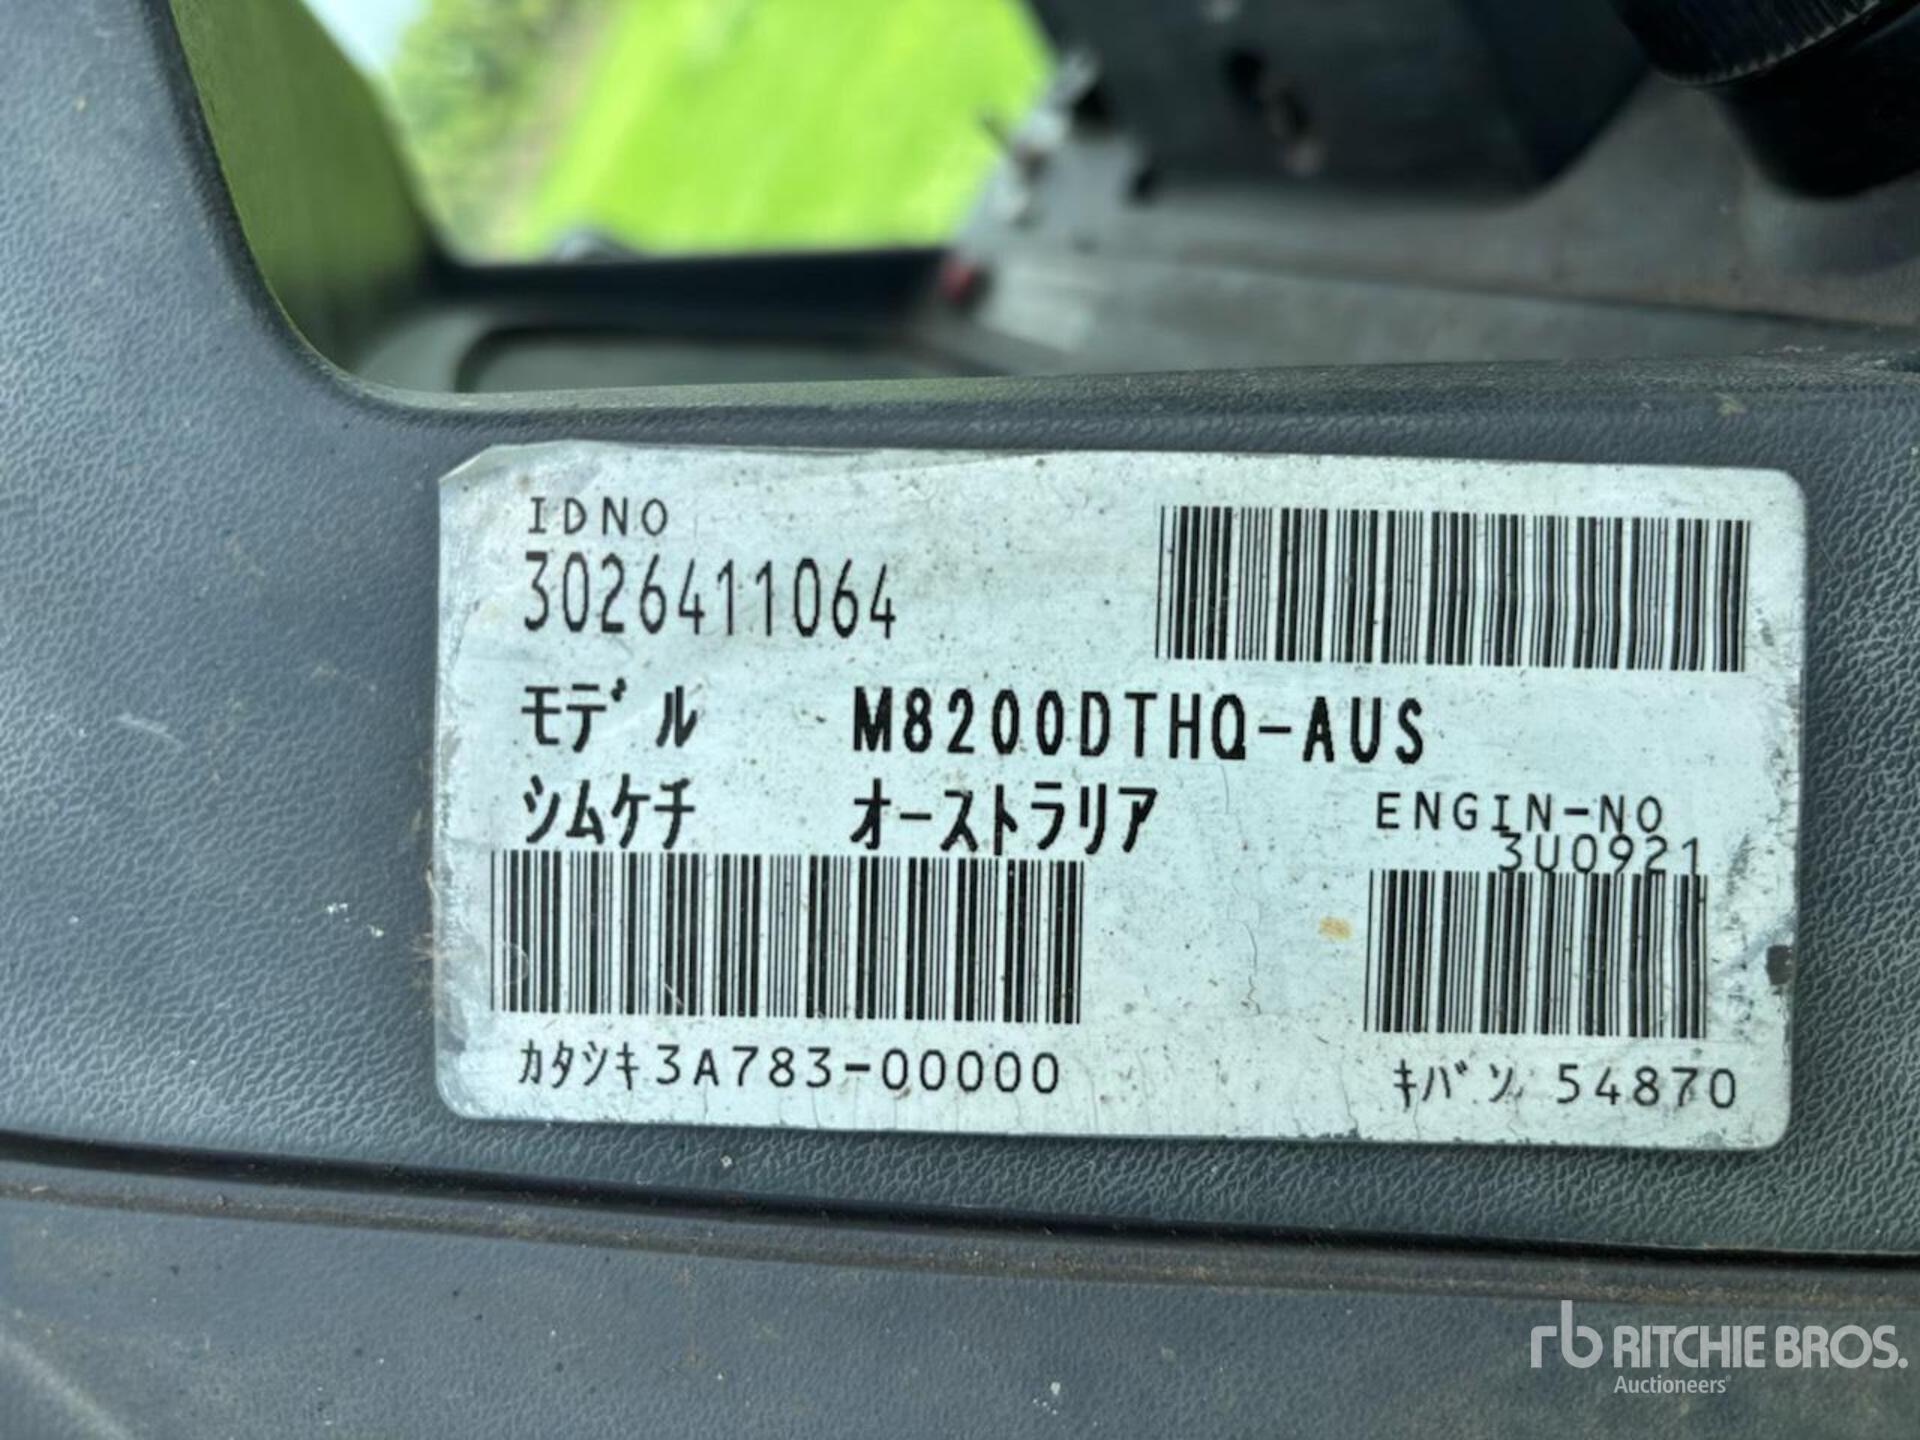 IDNO
3026411064
モデル M8200DTHQ-AUS
シムケチ オーストラリア
ENGIN-NO
3U0921
カタシキ3A783-00000
キバン 54870
rb RITCHIE BROS.
Auctioneers